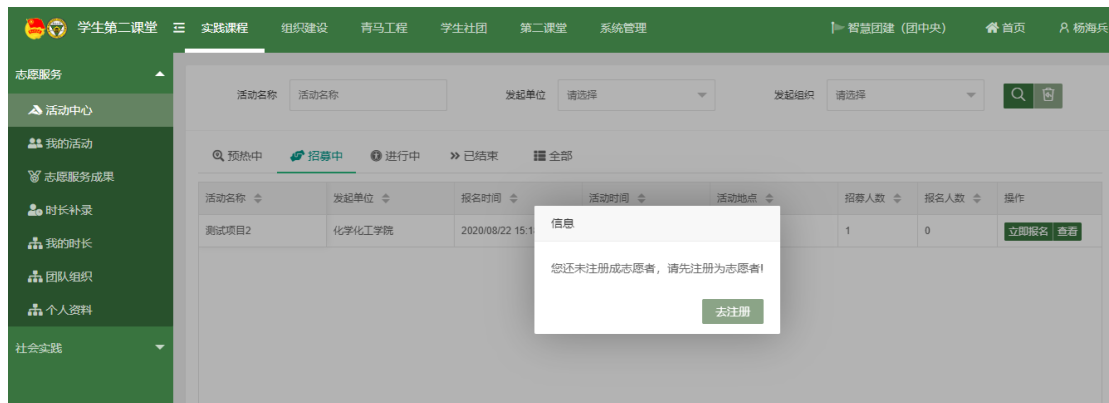 学生第二课堂 实践课程 组织建设 青马工程 学生社团 第二课堂 系统管理 智慧团建（团中央） 首页 杨海兵
志愿服务
活动中心
我的活动
志愿服务成果
时长补录
我的时长
团队组织
个人资料
社会实践
活动名称 活动名称 发起单位 请选择 发起组织 请选择
预热中 招募中 进行中 已结束 全部
活动名称 发起单位 报名时间 活动时间 活动地点 招募人数 报名人数 操作
测试项目2 化学化工学院 2020/08/22 15:1 1 0 立即报名 查看
信息
您还未注册成志愿者，请先注册为志愿者!
去注册